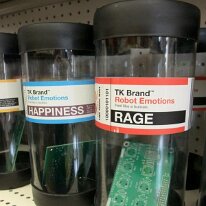 TK Brand™
Robot Emotions
HAPPINESS
TK Brand™
Robot Emotions
RAGE